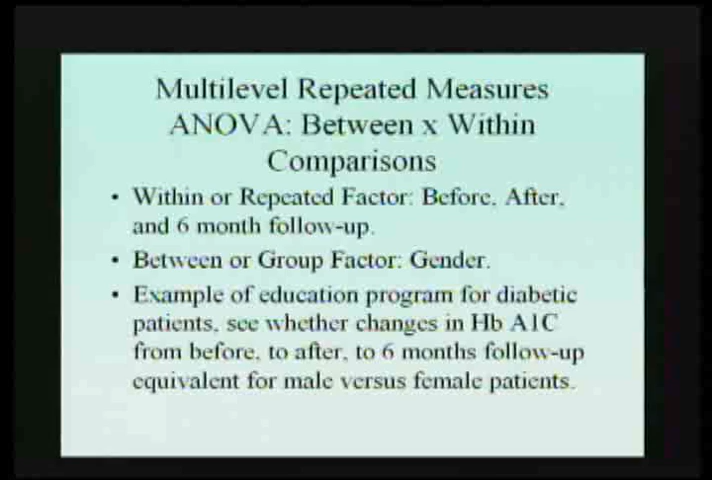 Multilevel Repeated Measures
ANOVA: Between x Within
Comparisons
• Within or Repeated Factor: Before, After,
and 6 month follow-up.
• Between or Group Factor: Gender.
• Example of education program for diabetic
patients, see whether changes in Hb A1C
from before, to after, to 6 months follow-up
equivalent for male versus female patients.